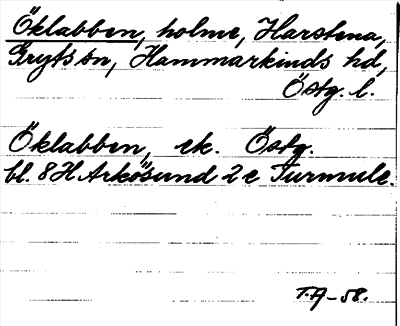 Öklabben, holme, Harstena,
Gryts sn, Hammarkinds hd,
Östg. l.
Öklabben, ek. Östg.
bl. 8H Arkösund 2 e Turmule.
T.A-58.